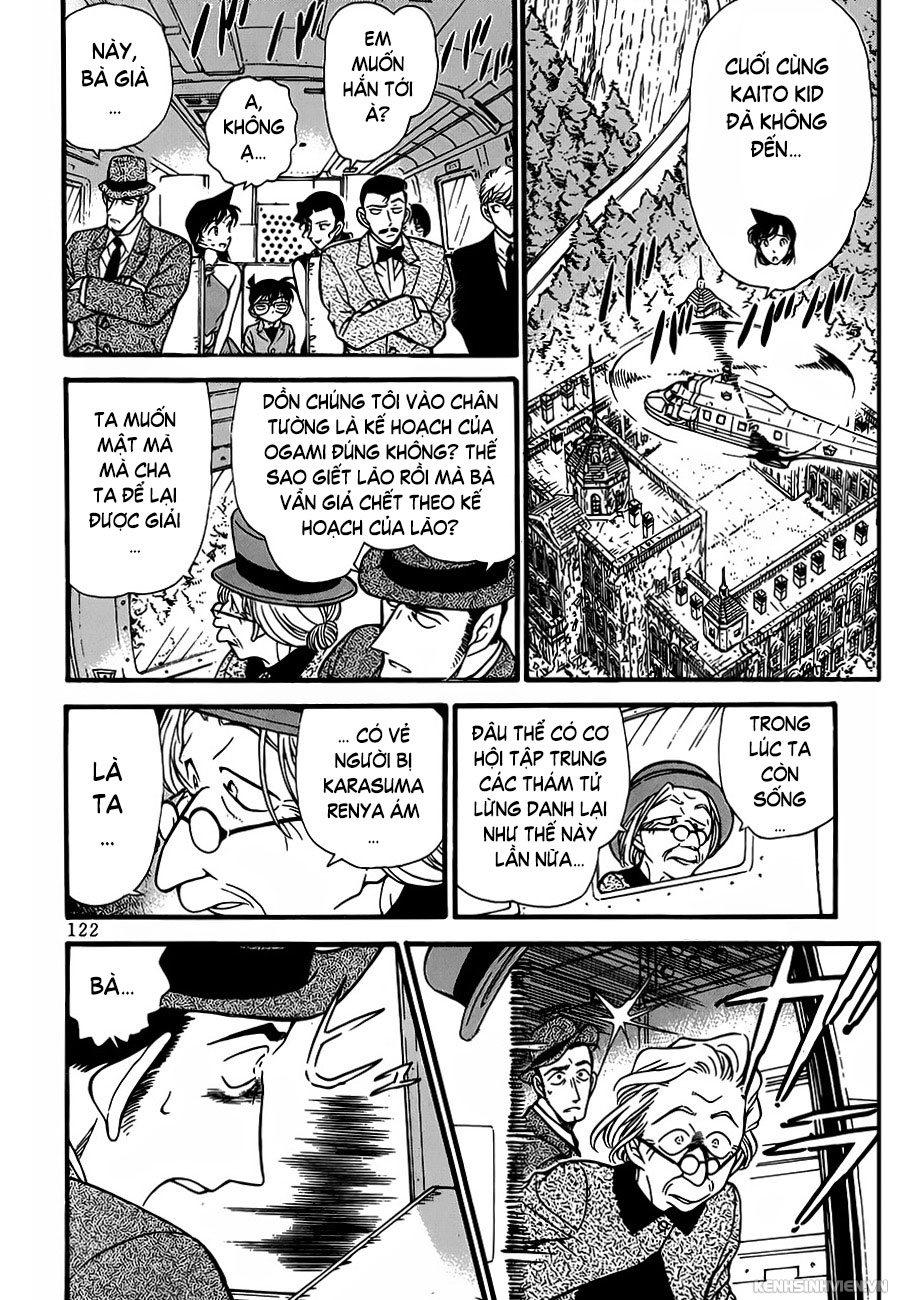 CUỐI CÙNG
KAITO KID
ĐÃ KHÔNG
ĐẾN...
EM
MUỐN
HẮN TỚI
À?
A,
KHÔNG
Ạ...
NÀY,
BÀ GIÀ
...
DỒN CHÚNG TÔI VÀO CHÂN
TƯỜNG LÀ KẾ HOẠCH CỦA
OGAMI ĐÚNG KHÔNG? THẾ
SAO GIẾT LÃO RỒI MÀ BÀ
VẪN GIẢ CHẾT THEO KẾ
HOẠCH CỦA LÃO?
TA MUỐN
MẬT MÃ
MÀ CHA
TA ĐỂ LẠI
ĐƯỢC GIẢI
...
TRONG
LÚC TA
CÒN
SỐNG
...
ĐÂU THỂ CÓ CƠ
HỘI TẬP TRUNG
CÁC THÁM TỬ
LỪNG DANH LẠI
NHƯ THẾ NÀY
LẦN NỮA...
... CÓ VẺ
NGƯỜI BỊ
KARASUMA
RENYA ÁM
...
LÀ
TA
...
122
BÀ...
KENHSINHVIEN.VN